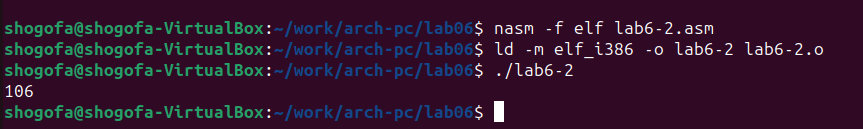 shogofa@shogofa-VirtualBox:~/work/arch-pc/lab06$ nasm -f elf lab6-2.asm
shogofa@shogofa-VirtualBox:~/work/arch-pc/lab06$ ld -m elf_i386 -o lab6-2 lab6-2.o
shogofa@shogofa-VirtualBox:~/work/arch-pc/lab06$ ./lab6-2
106
shogofa@shogofa-VirtualBox:~/work/arch-pc/lab06$